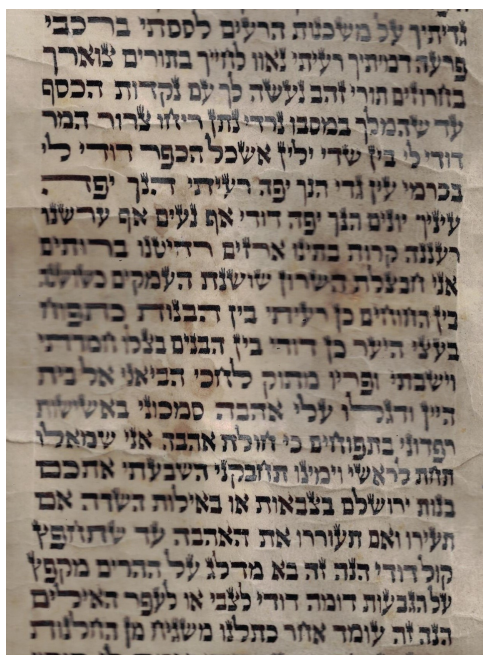 גדיתיך על משכנות הרעים לססתי ברכבי
פרעה דמיתיך רעיתי נאוו לחייך בתורים צוארך
בחרוזים תורי זהב נעשה לך עם נקדות הכסף
עד שהמלך במסבו נרדי נתן ריחו צרור המר
דודי לי בין שדי ילין אשכל הכפר דודי לי
בכרמי עין גדי הנך יפה רעיתי הנך יפה
עיניך יונים הנך יפה דודי אף נעים אף ערשנו
רעננה קרות בתינו ארזים רהיטנו ברותים
אני חבצלת השרון שושנת העמקים כשושנה
בין החוחים כן רעיתי בין הבנות כתפוח
בעצי היער כן דודי בין הבנים בצלו חמדתי
וישבתי ופריו מתוק לחכי הביאני אל בית
היין ודגלו עלי אהבה סמכוני באשישות
רפדוני בתפוחים כי חולת אהבה אני שמאלו
תחת לראשי וימינו תחבקני השבעתי אתכם
בנות ירושלם בצבאות או באילות השדה אם
תעירו ואם תעוררו את האהבה עד שתחפץ
קול דודי הנה זה בא מדלג על ההרים מקפץ
על הגבעות דומה דודי לצבי או לעפר האילים
הנה זה עומד אחר כתלנו משגיח מן החלונות